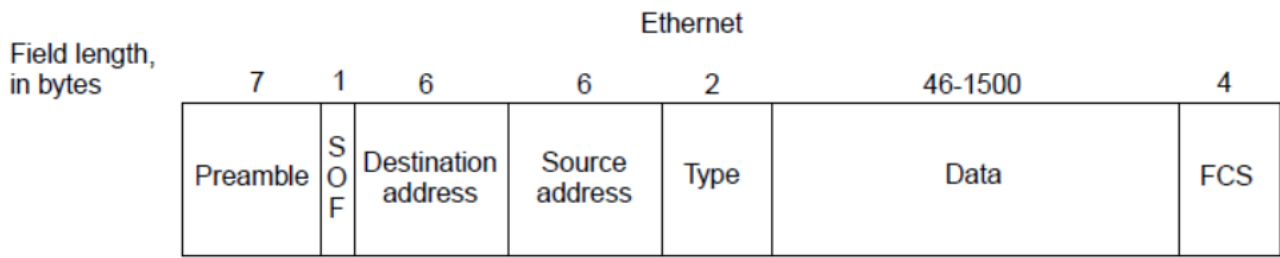 Ethernet
Field length,
in bytes
7 1 6 6 2 46-1500 4
Preamble
S
O
F
Destination
address
Source
address
Type
Data
FCS